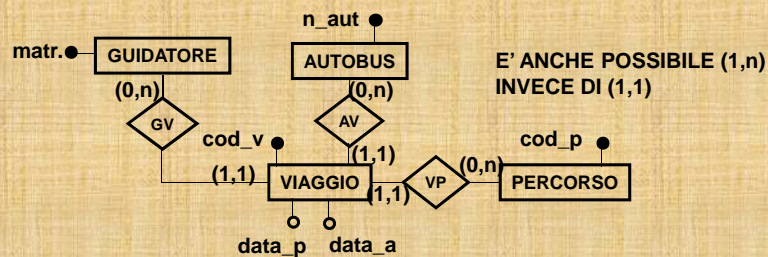 n_aut
matr.
GUIDATORE
AUTOBUS
E' ANCHE POSSIBILE (1,n)
INVECE DI (1,1)
(0,n)
(0,n)
GV
AV
cod_v
cod_p
(1,1)
(0,n)
(1,1)
VIAGGIO
(1,1)
VP
PERCORSO
data_p
data_a